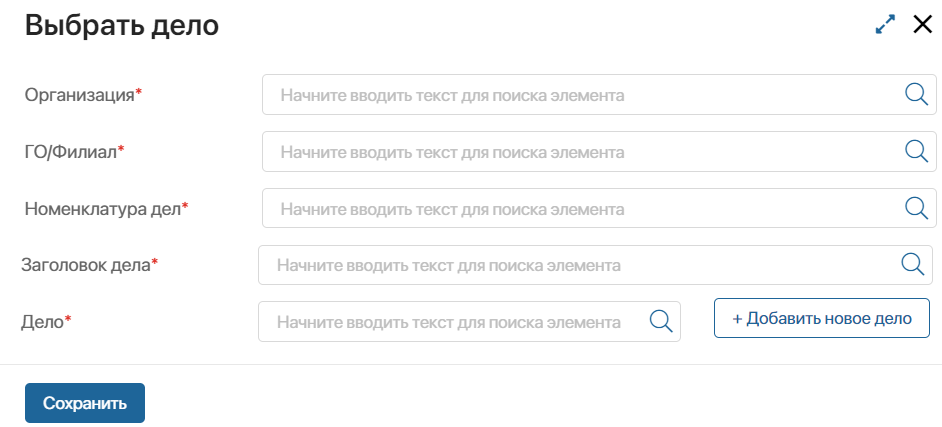 Выбрать дело
Организация* Начните вводить текст для поиска элемента
ГО/Филиал* Начните вводить текст для поиска элемента
Номенклатура дел* Начните вводить текст для поиска элемента
Заголовок дела* Начните вводить текст для поиска элемента
Дело* Начните вводить текст для поиска элемента + Добавить новое дело
Сохранить